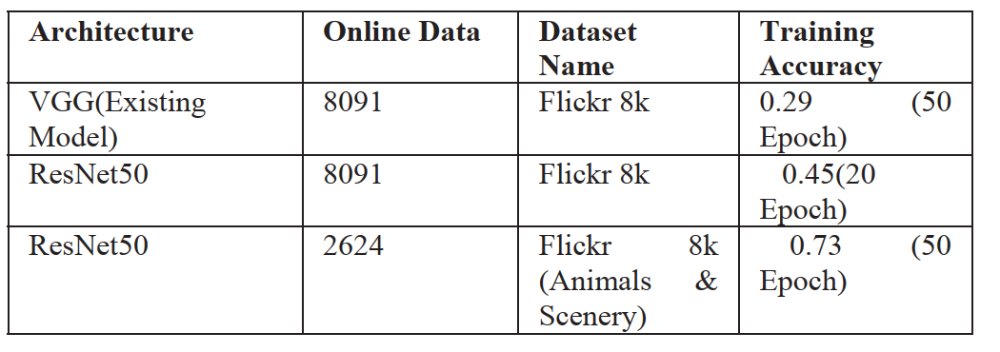 Architecture Online Data Dataset Training
Name Accuracy
VGG(Existing 8091 Flickr 8k 0.29 (50
Model) Epoch)
ResNet50 8091 Flickr 8k 0.45(20
Epoch)
ResNet50 2624 Flickr 8k 0.73 (50
(Animals & Epoch)
Scenery)